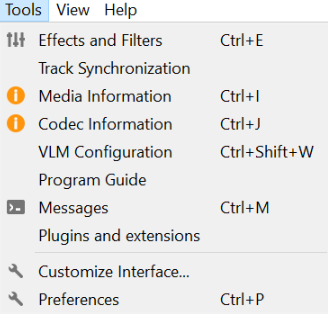 Tools View Help
Effects and Filters Ctrl+E
Track Synchronization
Media Information Ctrl+I
Codec Information Ctrl+J
VLM Configuration Ctrl+Shift+W
Program Guide
Messages Ctrl+M
Plugins and extensions
Customize Interface...
Preferences Ctrl+P